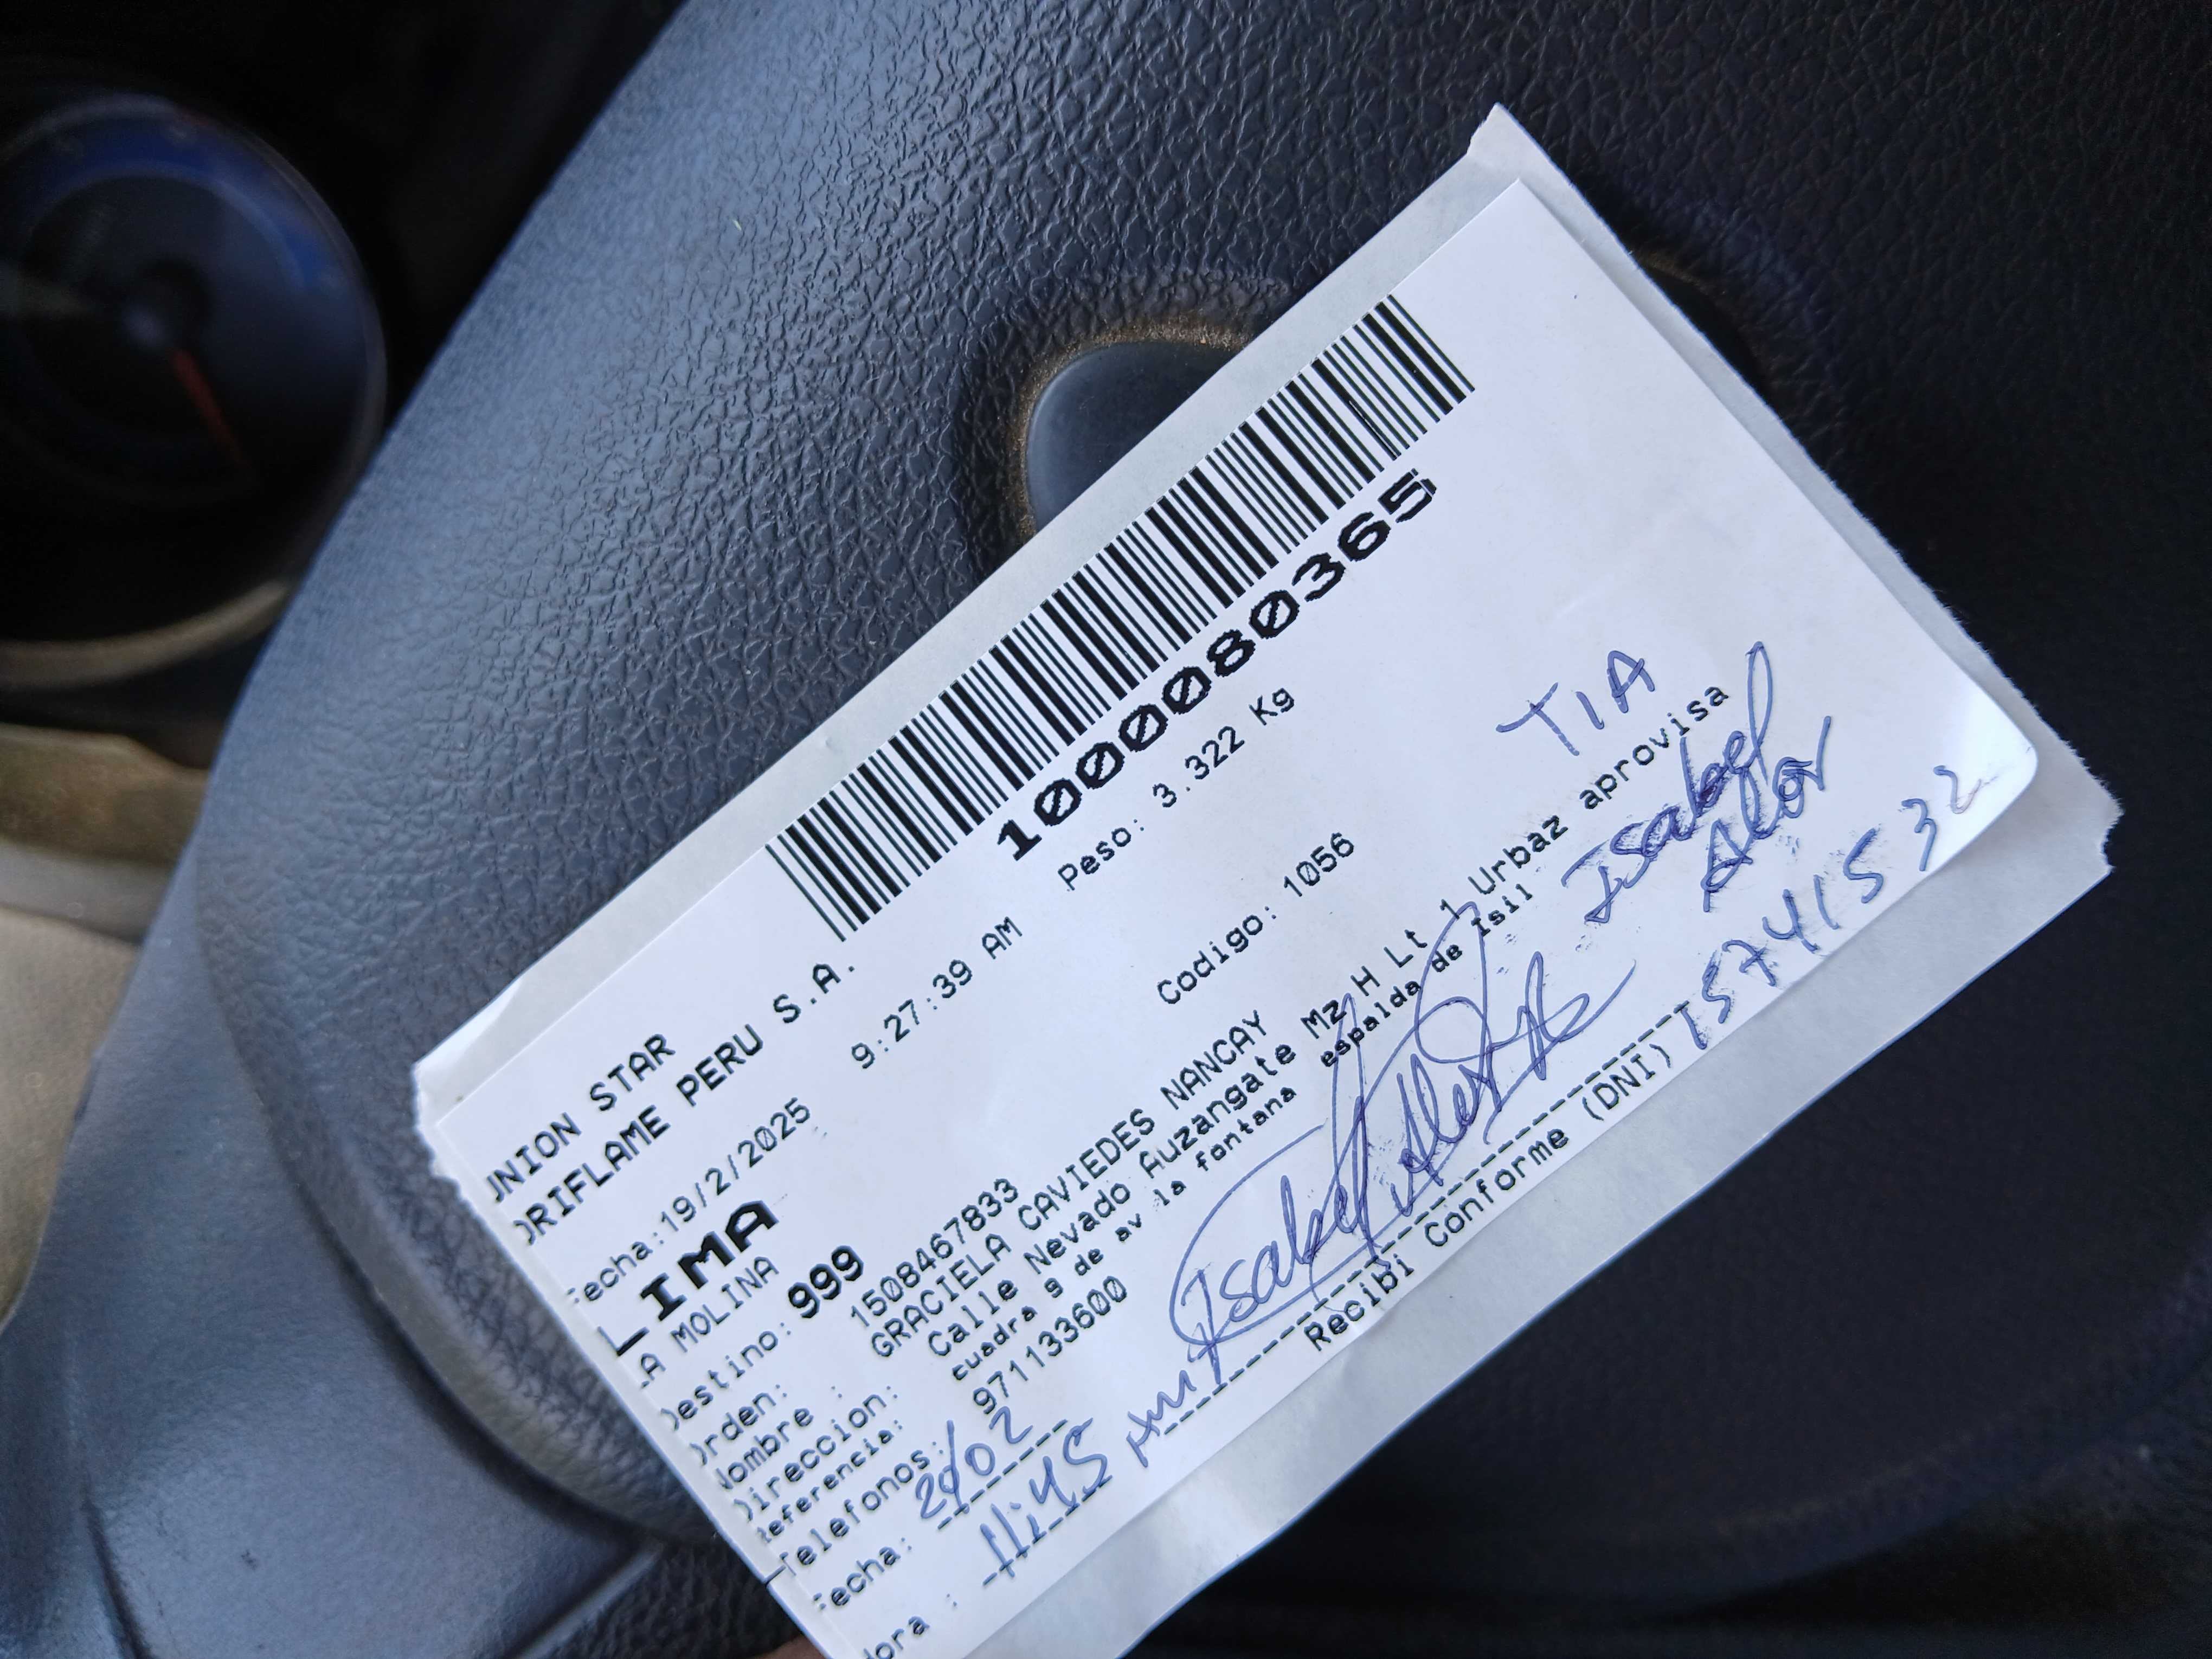 100000080365
UNION STAR
ORIFLAME PERU S.A.
Peso: 3.322 Kg
Fecha:19/2/2025 9:27:39 AM
LIMA
LA MOLINA
Destino: 999 Codigo: 1056
Orden: 1508467833
Nombre : GRACIELA CAVIEDES NANCAY
Direccion: Calle Nevado Auzangate Mz H Lt 1 Urbaz aprovisa
Referencia: cuadra 9 de av la fontana espalda de Isil
Telefonos: 971133600
TIA
Isabel
Alor
Fecha: 20/02
Hora : 11:45 AM
Isabel
Recibi Conforme (DNI) 15741532